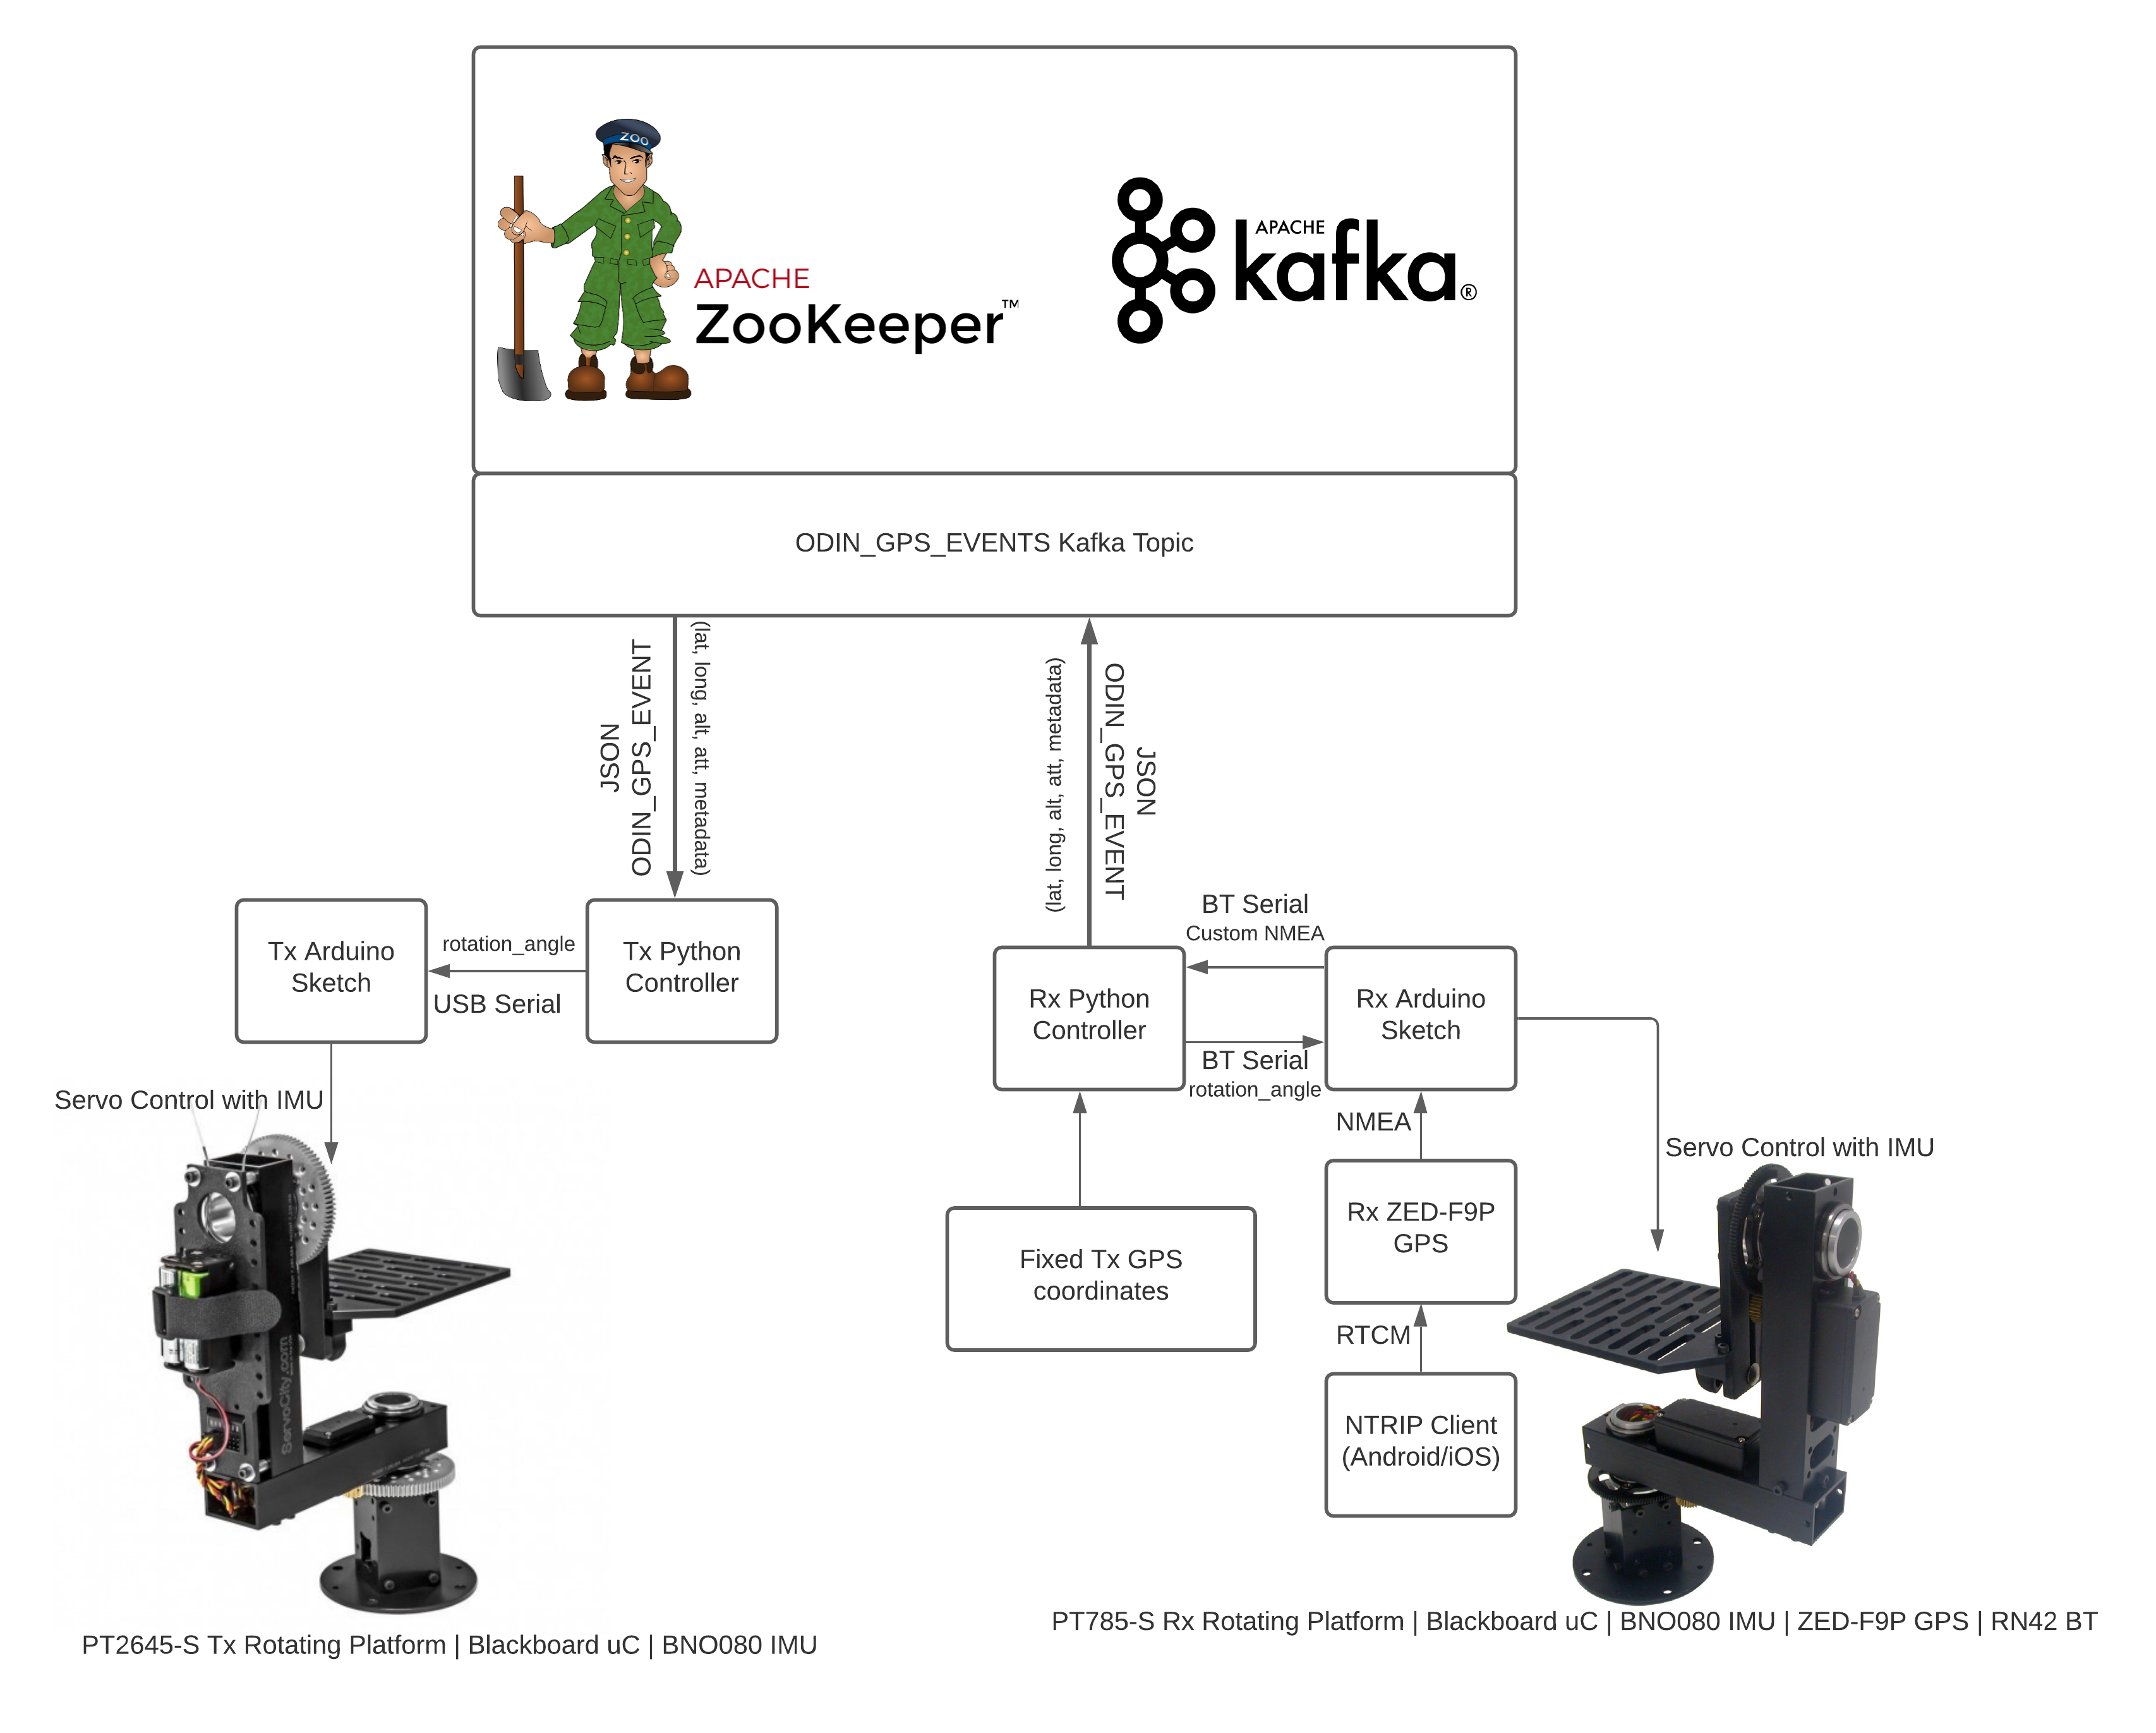 ZOO
APACHE
ZooKeeper™
APACHE
kafka®
ODIN_GPS_EVENTS Kafka Topic
JSON
ODIN_GPS_EVENT
(lat, long, alt, att, metadata)
(lat, long, alt, att, metadata)
ODIN_GPS_EVENT
JSON
Tx Arduino
Sketch
rotation_angle
USB Serial
Tx Python
Controller
BT Serial
Custom NMEA
Rx Python
Controller
Rx Arduino
Sketch
BT Serial
rotation_angle
Servo Control with IMU
NMEA
Servo Control with IMU
Rx ZED-F9P
GPS
Fixed Tx GPS
coordinates
RTCM
ServoCity.com
NTRIP Client
(Android/iOS)
PT785-S Rx Rotating Platform | Blackboard uC | BNO080 IMU | ZED-F9P GPS | RN42 BT
PT2645-S Tx Rotating Platform | Blackboard uC | BNO080 IMU